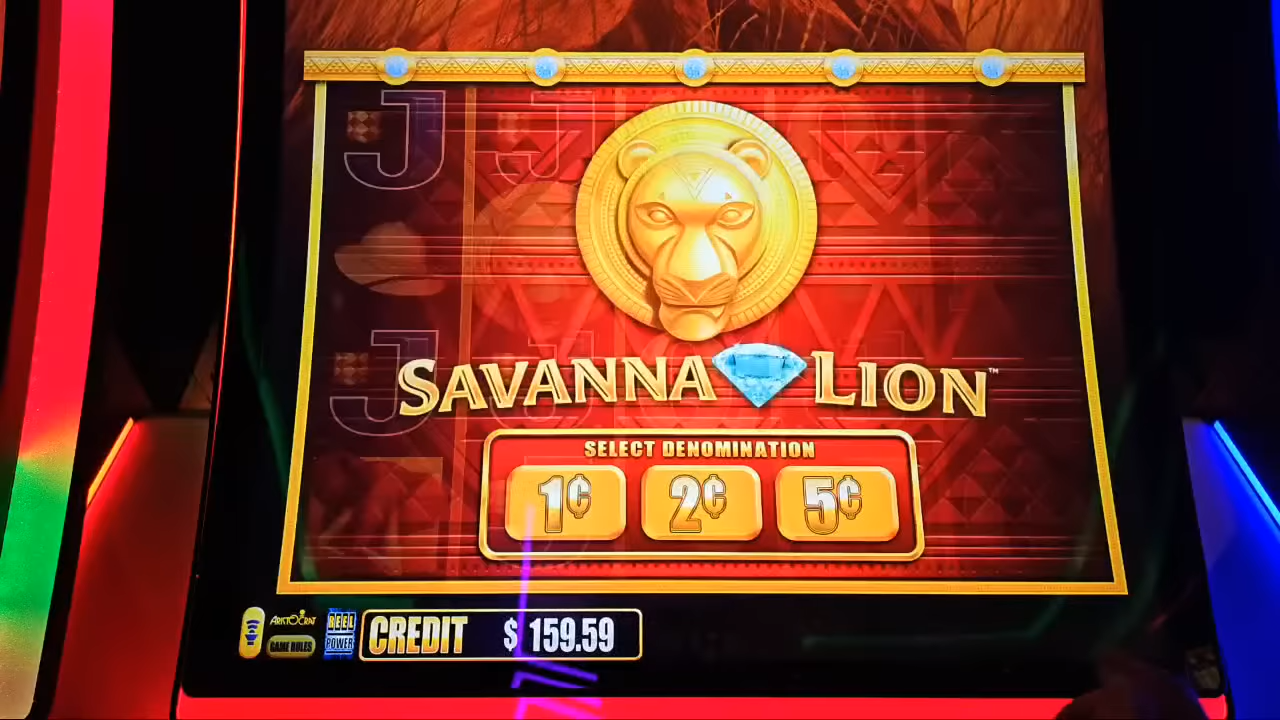 J J
J
SAVANNA LION™
SELECT DENOMINATION
1¢ 2¢ 5¢
ARISTOCRAT
GAME RULES
REEL
POWER
CREDIT $ 159.59